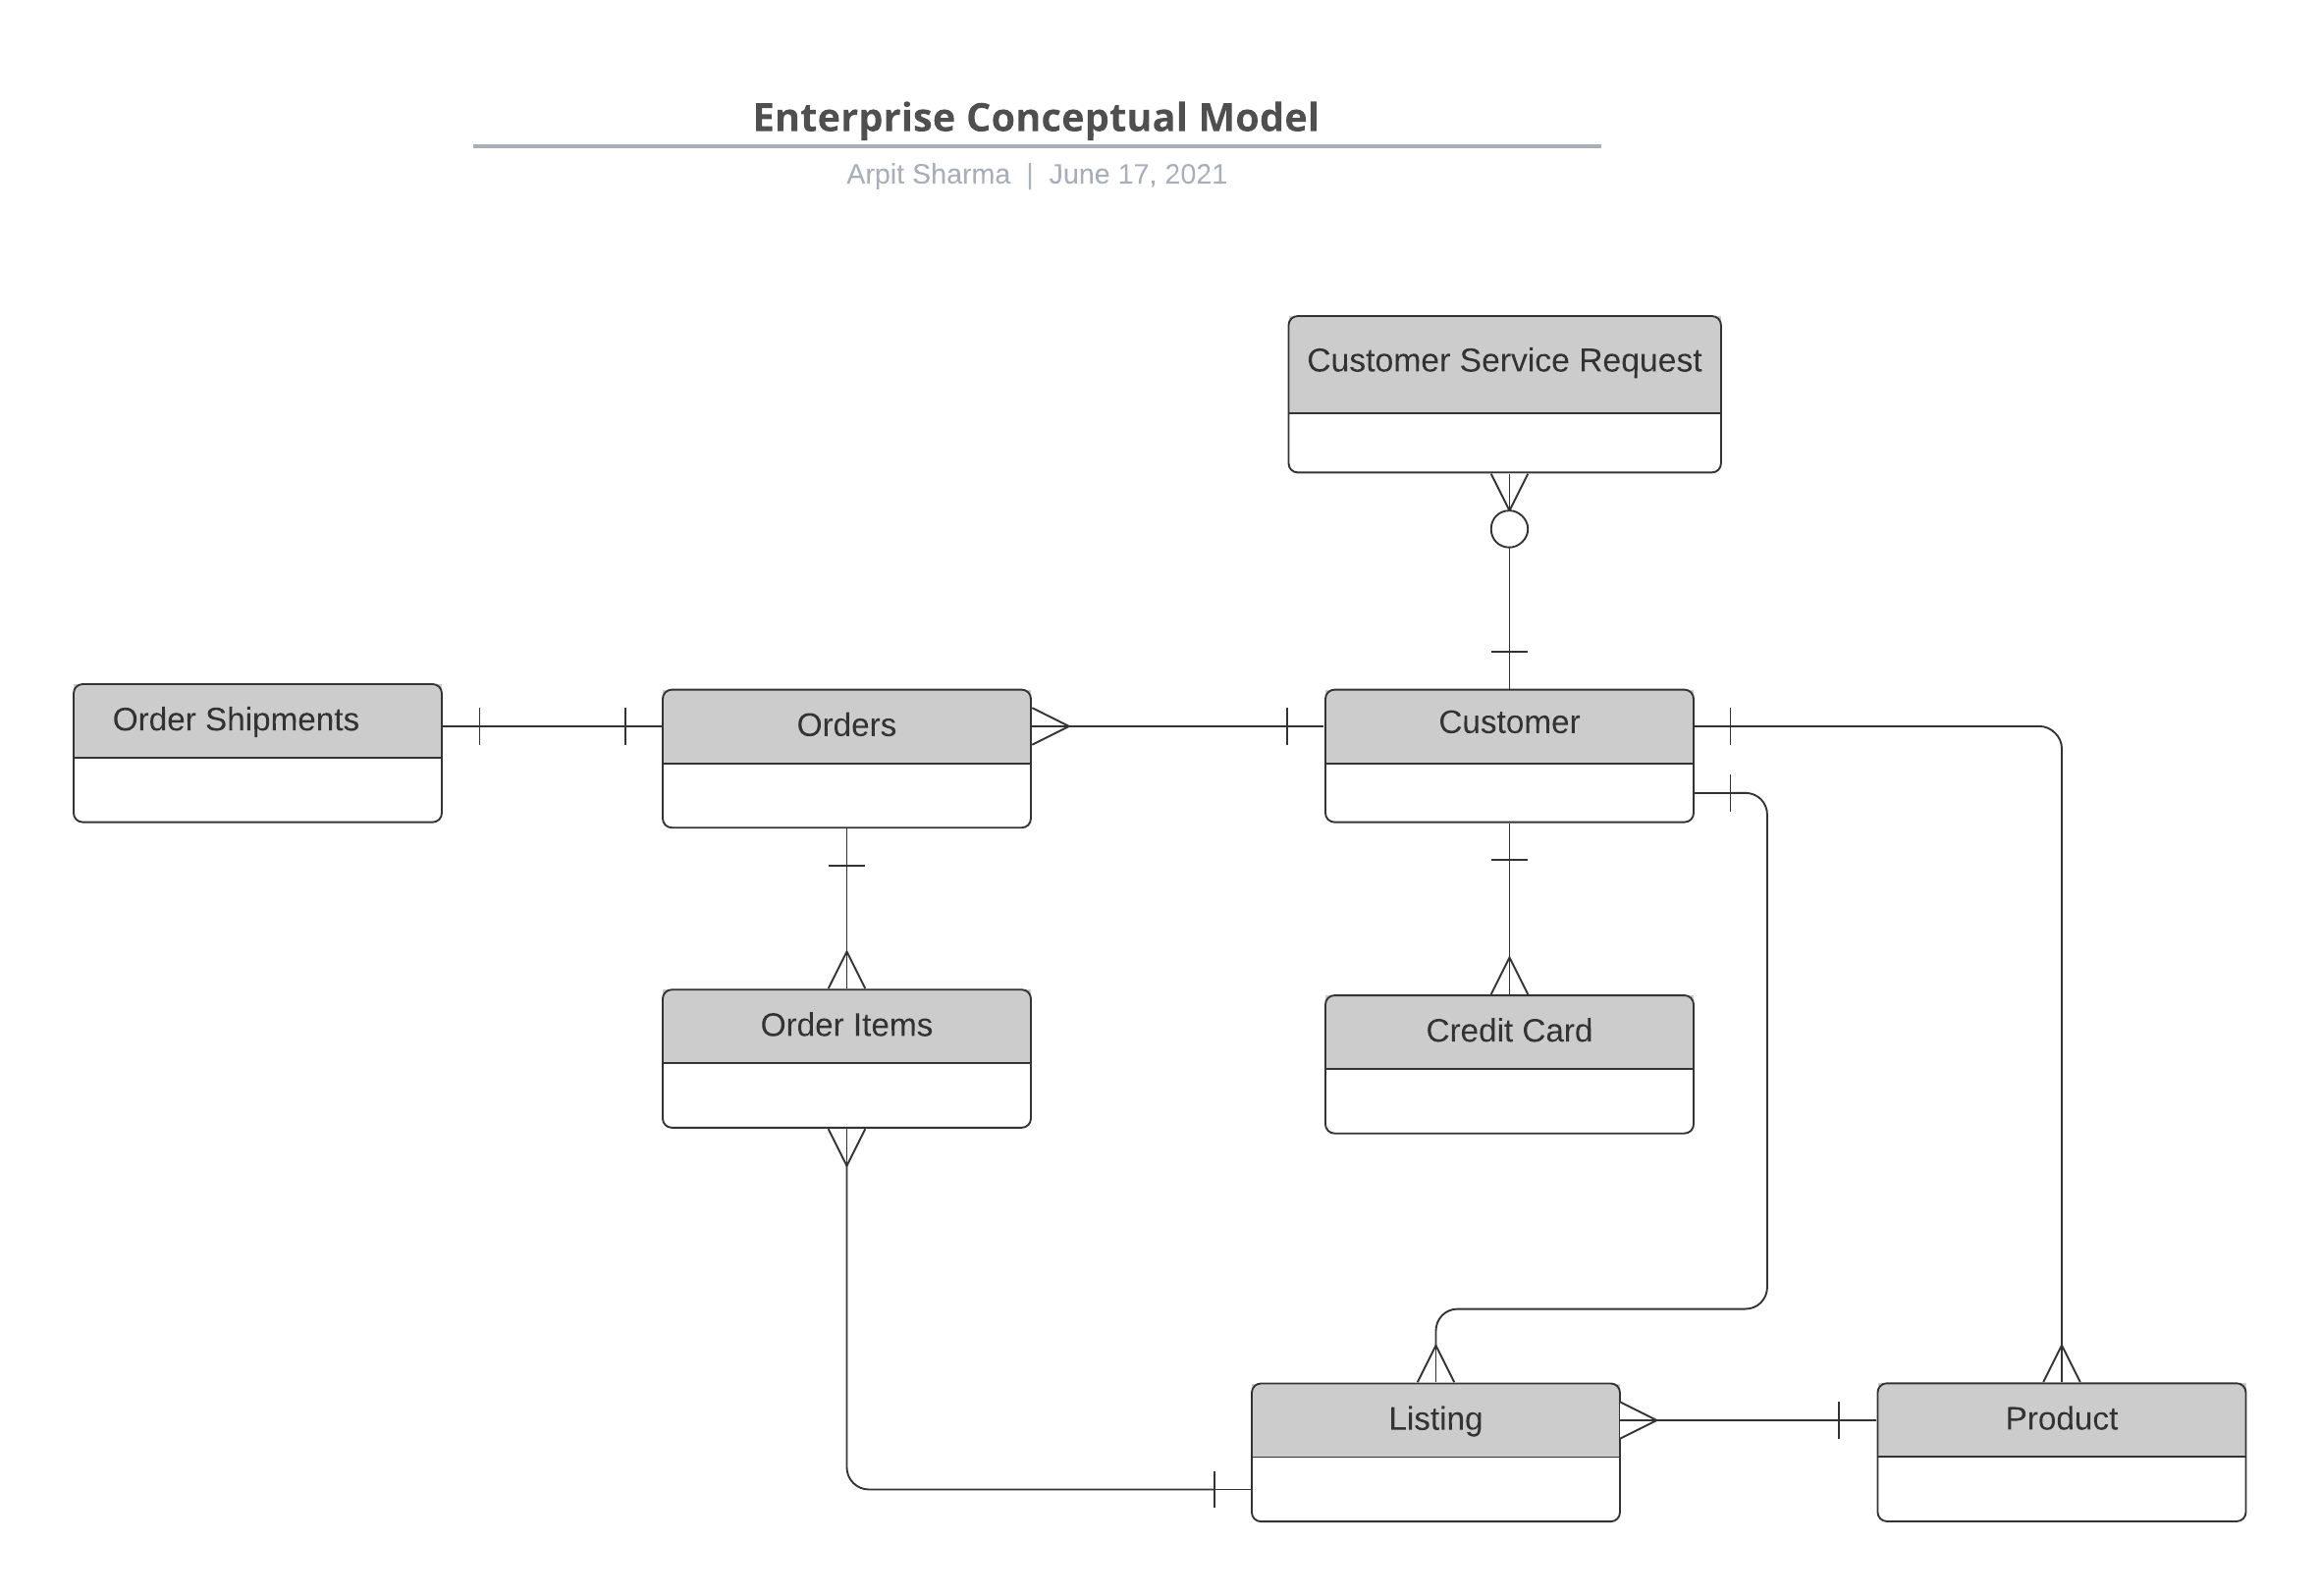 Enterprise Conceptual Model
Arpit Sharma | June 17, 2021
Customer Service Request
Order Shipments
Orders
Customer
Order Items
Credit Card
Listing
Product